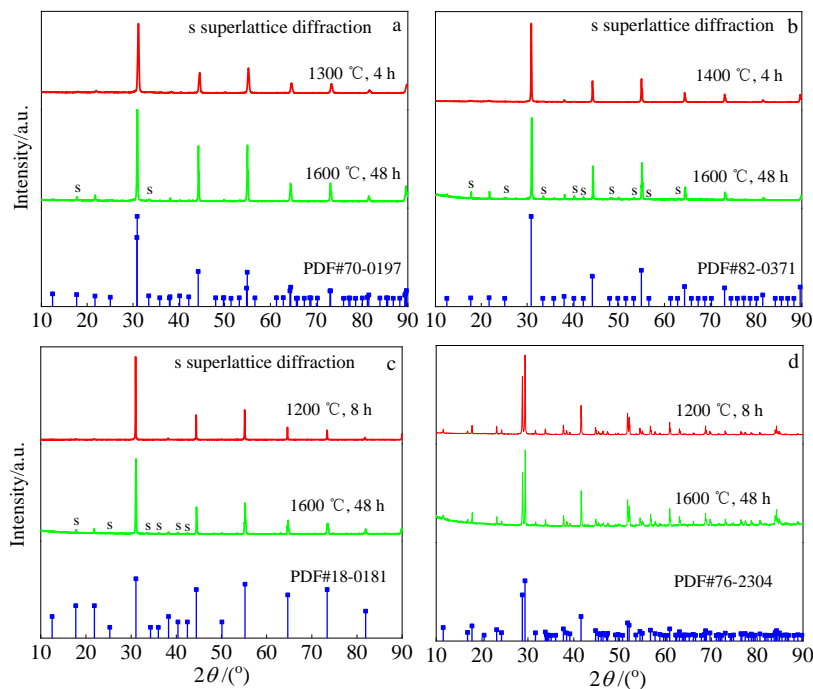 s superlattice diffraction
a
1300 ℃, 4 h
s
s
1600 ℃, 48 h
PDF#70-0197
Intensity/a.u.
10 20 30 40 50 60 70 80 90
s superlattice diffraction
b
1400 ℃, 4 h
1600 ℃, 48 h
s s s s s s s s s
PDF#82-0371
10 20 30 40 50 60 70 80 90
s superlattice diffraction
c
1200 ℃, 8 h
1600 ℃, 48 h
s s s s s s
PDF#18-0181
Intensity/a.u.
10 20 30 40 50 60 70 80 90
2θ/(º)
d
1200 ℃, 8 h
1600 ℃, 48 h
PDF#76-2304
10 20 30 40 50 60 70 80 90
2θ/(º)